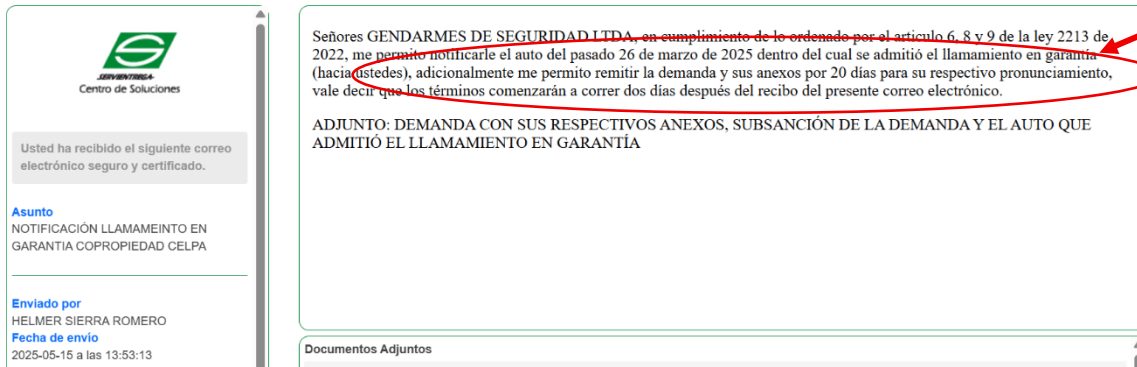 SERVIENTREGA
Centro de Soluciones
Usted ha recibido el siguiente correo
electrónico seguro y certificado.
Asunto
NOTIFICACIÓN LLAMAMEINTO EN
GARANTIA COPROPIEDAD CELPA
Enviado por
HELMER SIERRA ROMERO
Fecha de envío
2025-05-15 a las 13:53:13
Señores GENDARMES DE SEGURIDAD LTDA, en cumplimiento de lo ordenado por el articulo 6, 8 y 9 de la ley 2213 de
2022, me permito notificarle el auto del pasado 26 de marzo de 2025 dentro del cual se admitió el llamamiento en garantía
(hacia ustedes), adicionalmente me permito remitir la demanda y sus anexos por 20 días para su respectivo pronunciamiento,
vale decir que los términos comenzarán a correr dos días después del recibo del presente correo electrónico.
ADJUNTO: DEMANDA CON SUS RESPECTIVOS ANEXOS, SUBSANCIÓN DE LA DEMANDA Y EL AUTO QUE
ADMITIÓ EL LLAMAMIENTO EN GARANTÍA
Documentos Adjuntos